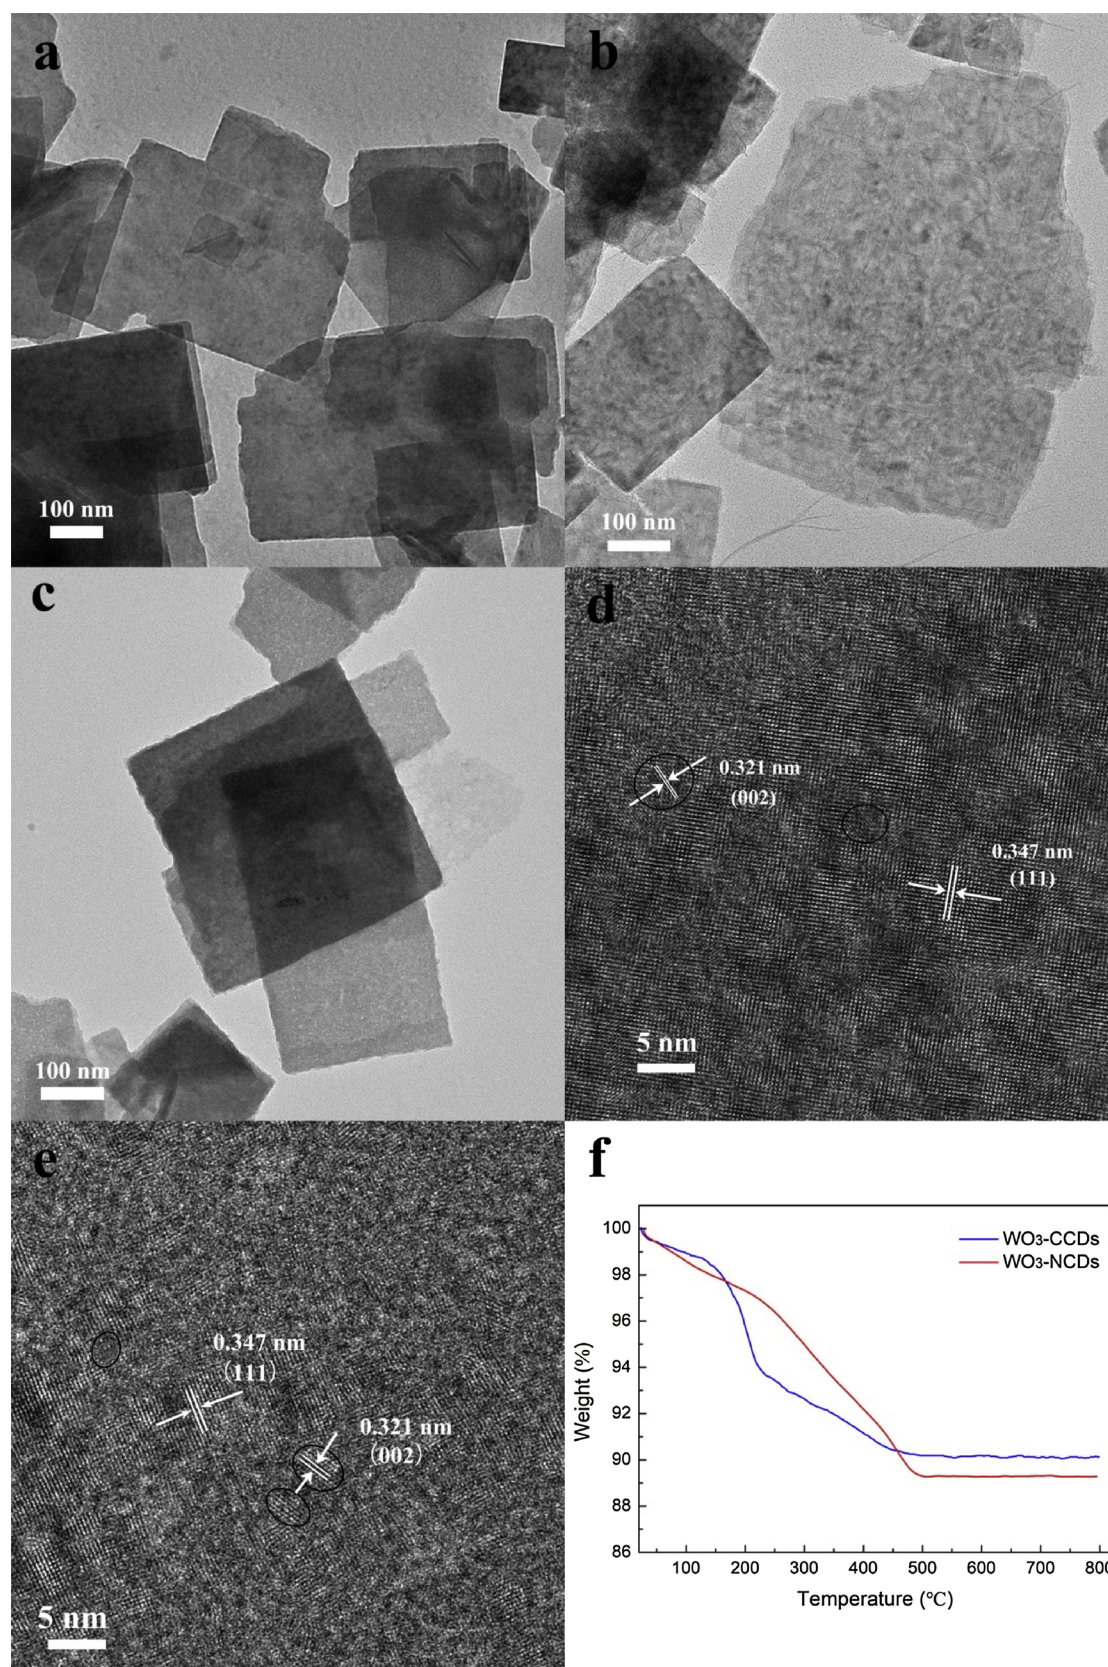 a
b
100 nm
100 nm
c
d
0.321 nm
(002)
0.347 nm
(111)
100 nm
5 nm
e
f
0.347 nm
(111)
0.321 nm
(002)
5 nm
100
98
96
94
92
90
88
86
WO3-CCDs
WO3-NCDs
Weight (%)
100 200 300 400 500 600 700 800
Temperature (℃)